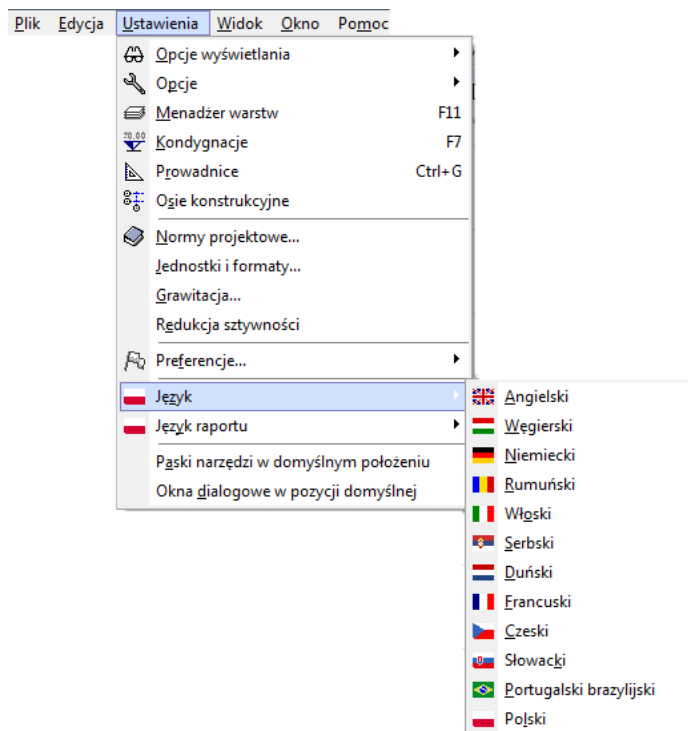 Plik Edycja Ustawienia Widok Okno Pomoc
Opcje wyświetlania
Opcje
Menadżer warstw F11
Kondygnacje F7
Prowadnice Ctrl+G
Osie konstrukcyjne
Normy projektowe...
Jednostki i formaty...
Grawitacja...
Redukcja sztywności
Preferencje...
Język
Język raportu
Paski narzędzi w domyślnym położeniu
Okna dialogowe w pozycji domyślnej
Angielski
Węgierski
Niemiecki
Rumuński
Włoski
Serbski
Duński
Francuski
Czeski
Słowacki
Portugalski brazylijski
Polski